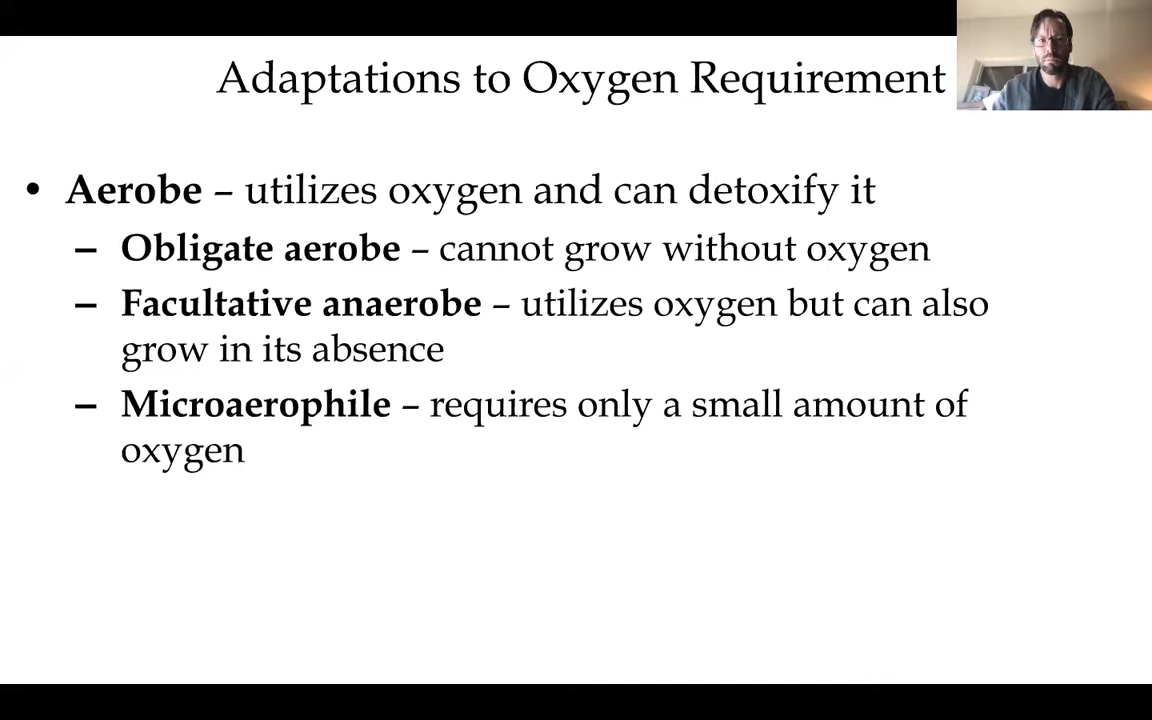 Adaptations to Oxygen Requirement
• Aerobe – utilizes oxygen and can detoxify it
– Obligate aerobe – cannot grow without oxygen
– Facultative anaerobe – utilizes oxygen but can also
grow in its absence
– Microaerophile – requires only a small amount of
oxygen